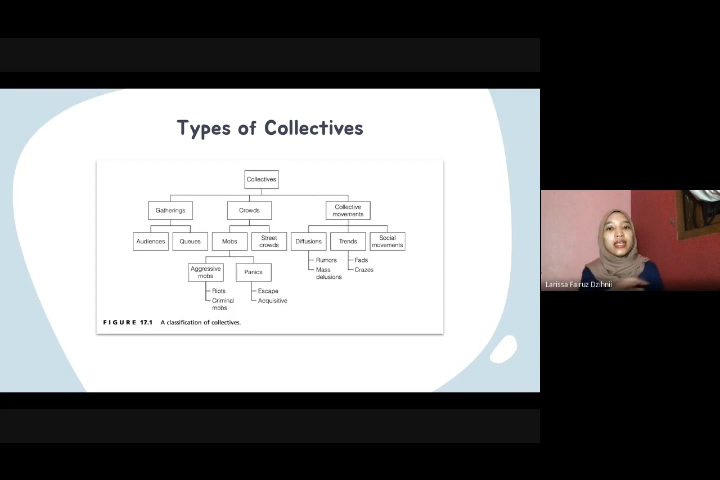 Types of Collectives
Collectives
Gatherings
Crowds
Collective
movements
Audiences
Queues
Mobs
Street
crowds
Diffusions
Trends
Social
movements
Aggressive
mobs
Panics
Rumors
Mass
delusions
Fads
Crazes
Riots
Criminal
mobs
Escape
Acquisitive
FIGURE 17.1 A classification of collectives.
Larissa Fairuz Dzihnii